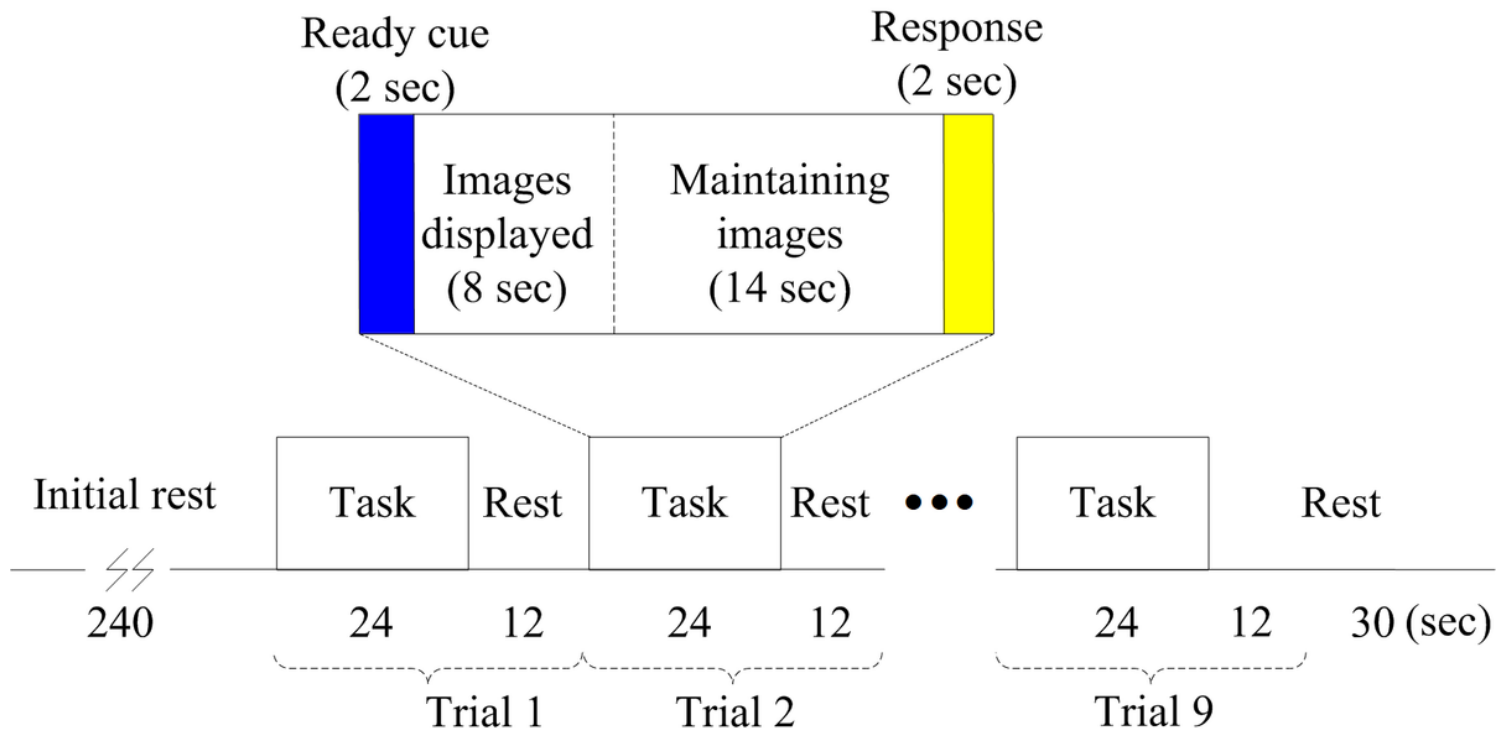 Ready cue
(2 sec)
Response
(2 sec)
Images
displayed
(8 sec)
Maintaining
images
(14 sec)
Initial rest
Task
Rest
Task
Rest
•••
Task
Rest
240
24
12
24
12
24
12
30 (sec)
Trial 1
Trial 2
Trial 9